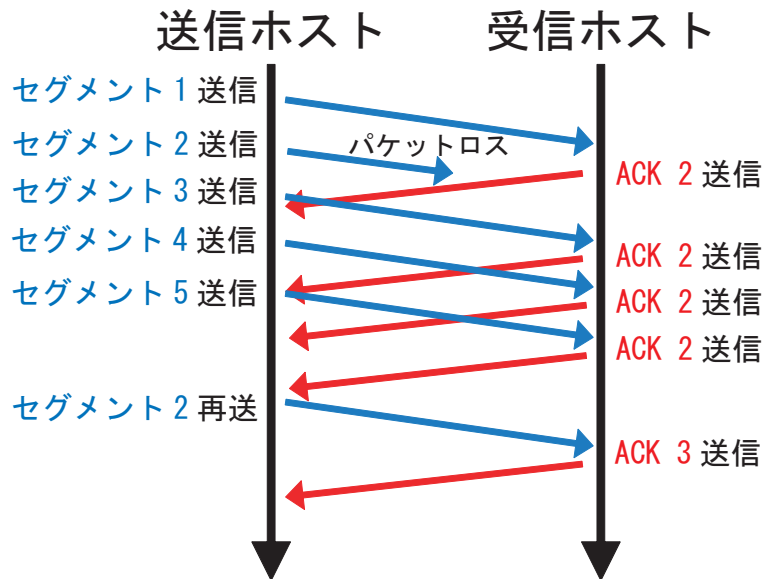 送信ホスト 受信ホスト
セグメント1 送信
セグメント2 送信
パケットロス
ACK 2 送信
セグメント3 送信
セグメント4 送信
ACK 2 送信
セグメント5 送信
ACK 2 送信
ACK 2 送信
セグメント2 再送
ACK 3 送信